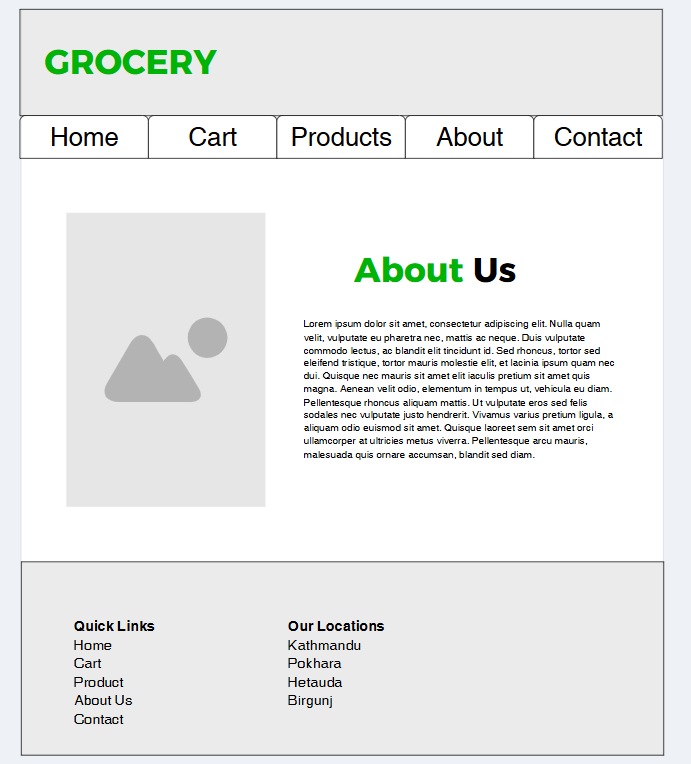 GROCERY
Home Cart Products About Contact
About Us
Lorem ipsum dolor sit amet, consectetur adipiscing elit. Nulla quam
velit, vulputate eu pharetra nec, mattis ac neque. Duis vulputate
commodo lectus, ac blandit elit tincidunt id. Sed rhoncus, tortor sed
eleifend tristique, tortor mauris molestie elit, et lacinia ipsum quam nec
dui. Quisque nec mauris sit amet elit iaculis pretium sit amet quis
magna. Aenean velit odio, elementum in tempus ut, vehicula eu diam.
Pellentesque rhoncus aliquam mattis. Ut vulputate eros sed felis
sodales nec vulputate justo hendrerit. Vivamus varius pretium ligula, a
aliquam odio euismod sit amet. Quisque laoreet sem sit amet orci
ullamcorper at ultricies metus viverra. Pellentesque arcu mauris,
malesuada quis ornare accumsan, blandit sed diam.
Quick Links
Home
Cart
Product
About Us
Contact
Our Locations
Kathmandu
Pokhara
Hetauda
Birgunj